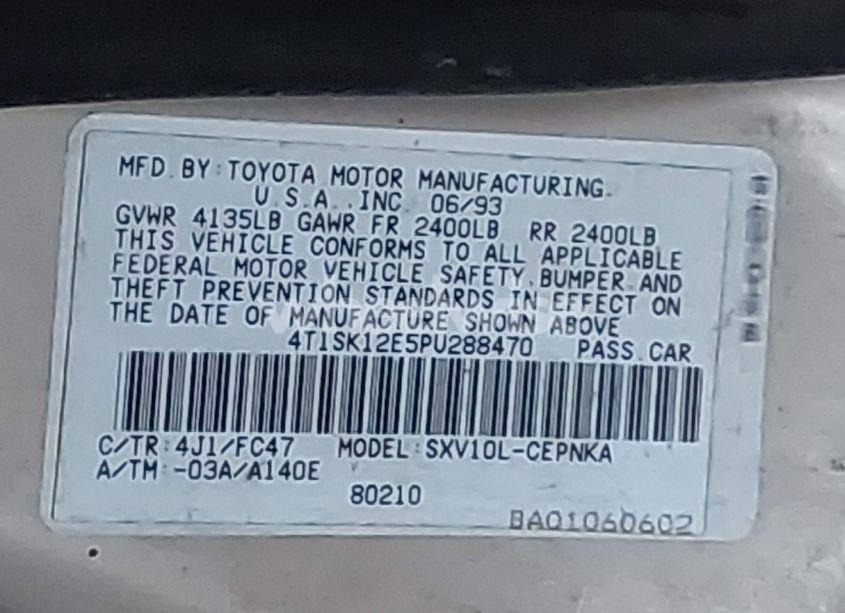 MFD. BY: TOYOTA MOTOR MANUFACTURING.
U.S.A., INC. 06/93
GVWR 4135LB GAWR FR 2400LB RR 2400LB
THIS VEHICLE CONFORMS TO ALL APPLICABLE
FEDERAL MOTOR VEHICLE SAFETY, BUMPER AND
THEFT PREVENTION STANDARDS IN EFFECT ON
THE DATE OF MANUFACTURE SHOWN ABOVE
4T1SK12E5PU288470 PASS. CAR
C/TR: 4J1/FC47 MODEL: SXV10L-CEPNKA
A/TM: -03A/A140E
80210
BA01060602